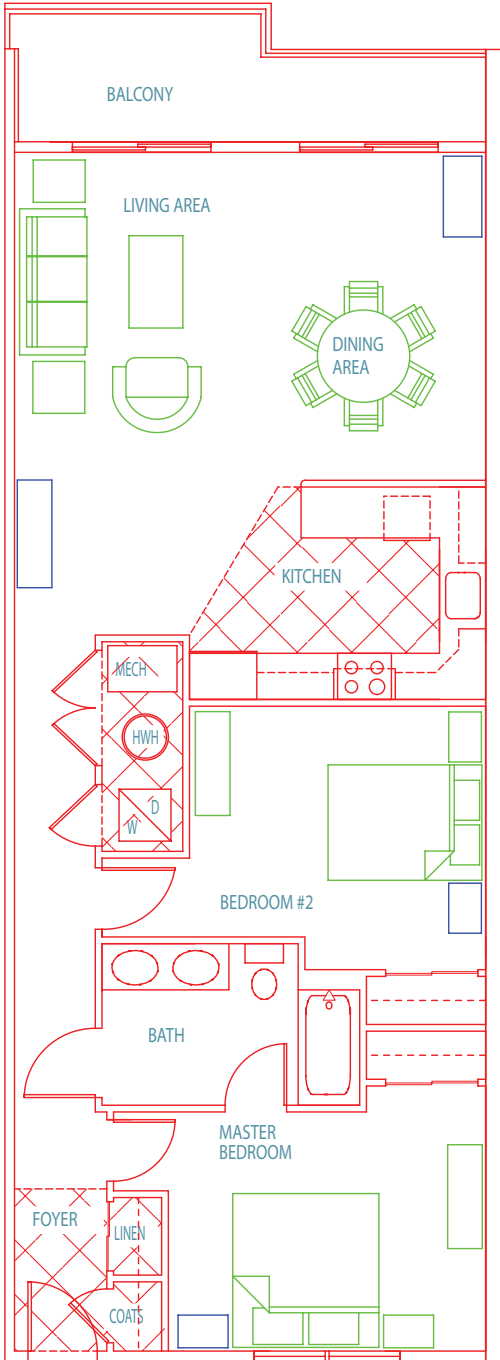 BALCONY
LIVING AREA
DINING
AREA
KITCHEN
MECH
HWH
D
W
BEDROOM #2
BATH
MASTER
BEDROOM
FOYER
LINEN
COATS